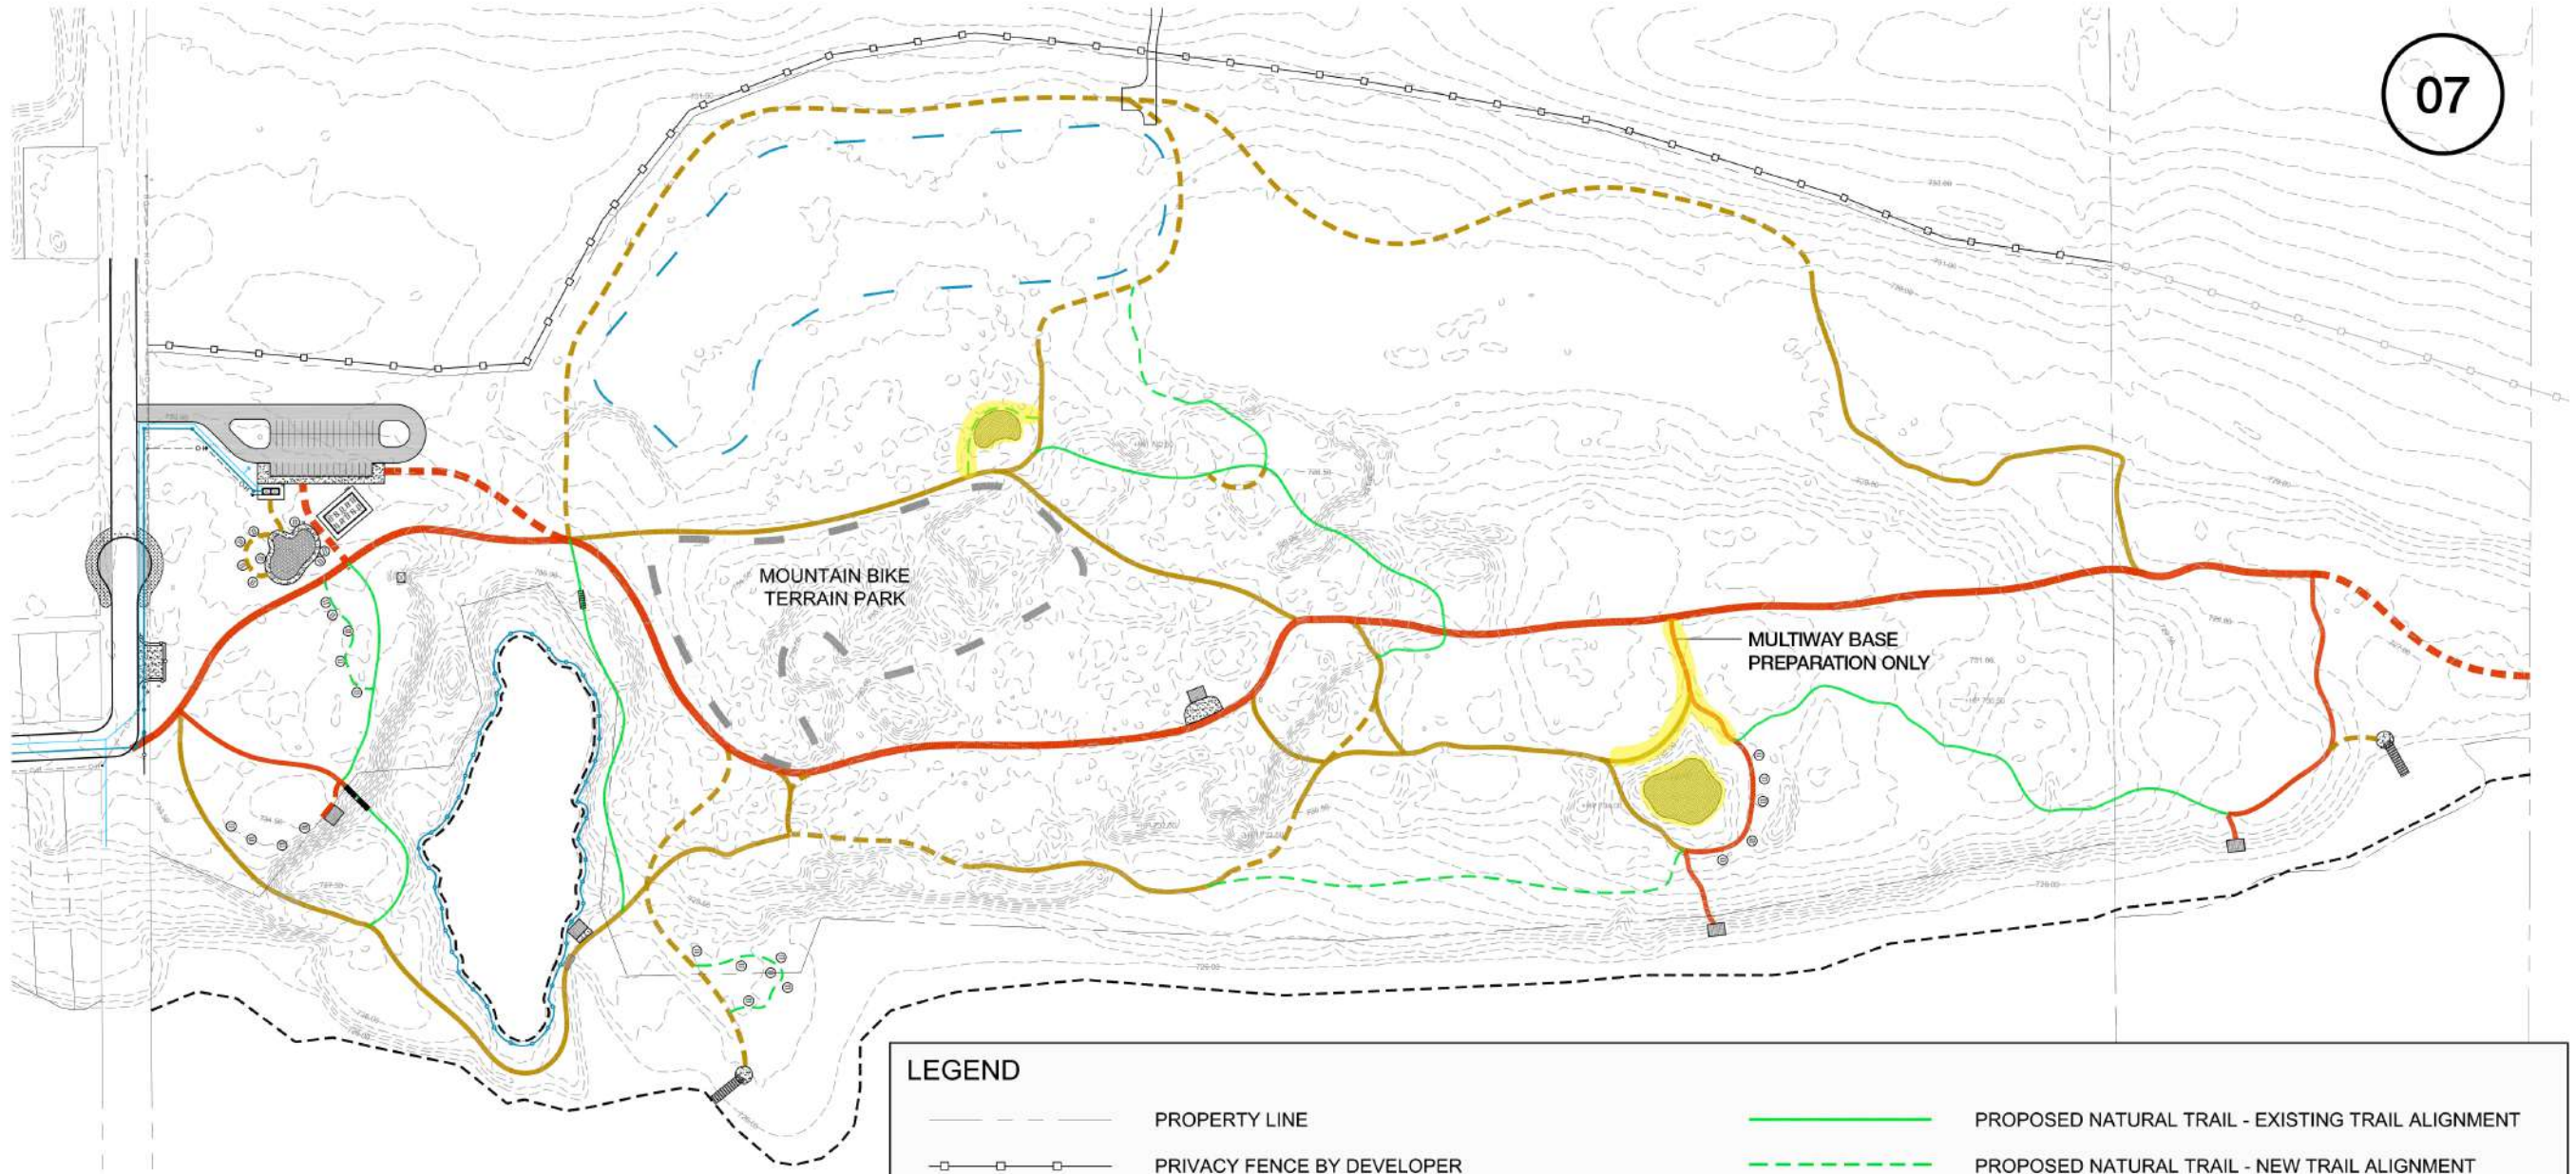 07
MOUNTAIN BIKE
TERRAIN PARK
MULTIWAY BASE
PREPARATION ONLY
LEGEND
PROPERTY LINE
PROPOSED NATURAL TRAIL - EXISTING TRAIL ALIGNMENT
PRIVACY FENCE BY DEVELOPER
PROPOSED NATURAL TRAIL - NEW TRAIL ALIGNMENT